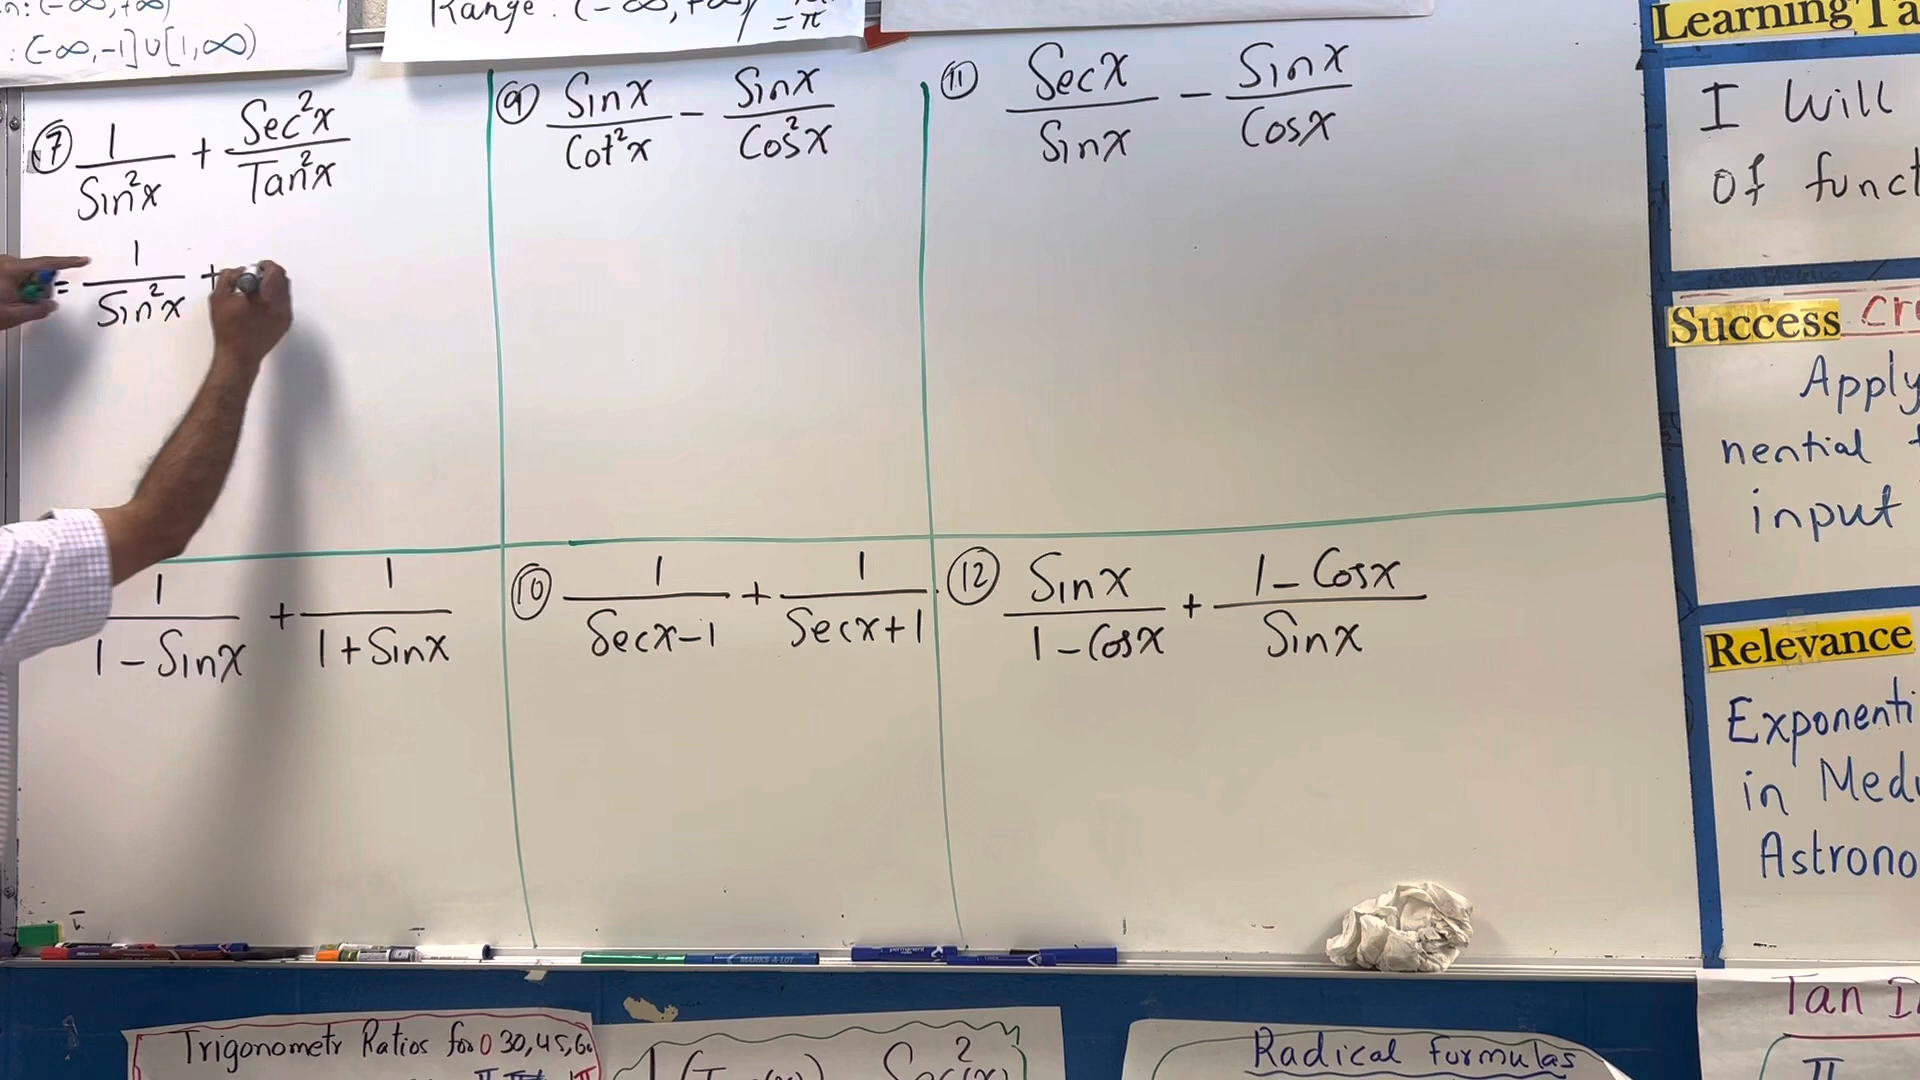 n: (-∞, +∞)
: (-∞, -1] ∪ [1, ∞)
Range : (-∞, +∞)
= π
⑦ 1/Sin²x + Sec²x/Tan²x
= 1/Sin²x +
⑨ Sinx/Cot²x - Sinx/Cos²x
⑪ Secx/Sinx - Sinx/Cosx
1/(1 - Sinx) + 1/(1 + Sinx)
⑩ 1/(Secx - 1) + 1/(Secx + 1)
⑫ Sinx/(1 - Cosx) + (1 - Cosx)/Sinx
Learning Ta
I Will
of funct
Success Cr
Apply
nential
input
Relevance
Exponenti
in Med
Astrono
Trigonometr Ratios for 0 30, 45, 60
Radical formulas
Tan
π